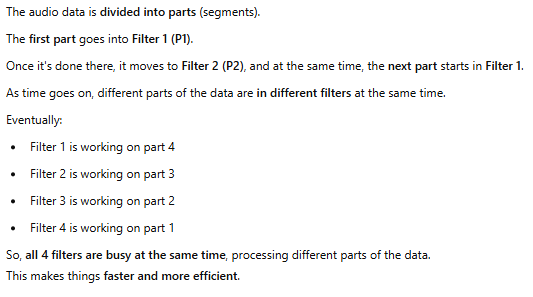 The audio data is divided into parts (segments).
The first part goes into Filter 1 (P1).
Once it's done there, it moves to Filter 2 (P2), and at the same time, the next part starts in Filter 1.
As time goes on, different parts of the data are in different filters at the same time.
Eventually:
• Filter 1 is working on part 4
• Filter 2 is working on part 3
• Filter 3 is working on part 2
• Filter 4 is working on part 1
So, all 4 filters are busy at the same time, processing different parts of the data.
This makes things faster and more efficient.